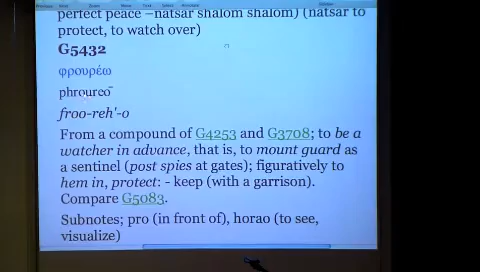 perfect peace –natsar shalom shalom) (natsar to
protect, to watch over)
G5432
φρουρέω
phroureō
froo-reh'-o
From a compound of G4253 and G3708; to be a
watcher in advance, that is, to mount guard as
a sentinel (post spies at gates); figuratively to
hem in, protect: - keep (with a garrison).
Compare G5083.
Subnotes; pro (in front of), horao (to see,
visualize)